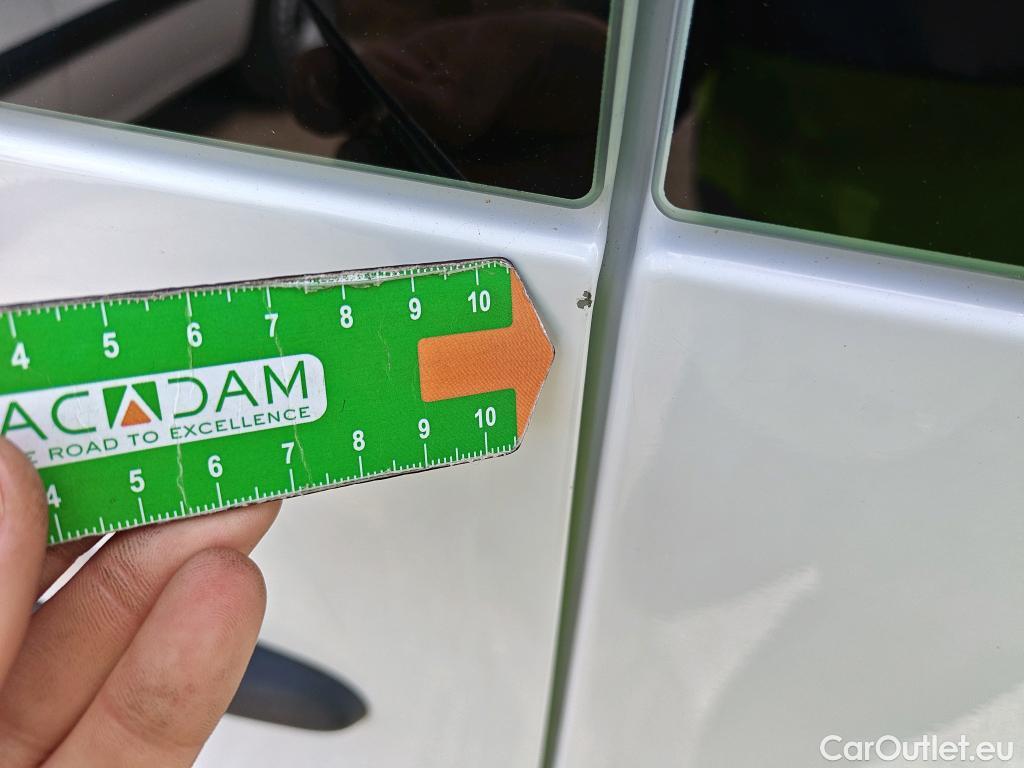 4 5 6 7 8 9 10
ACADAM
E ROAD TO EXCELLENCE
4 5 6 7 8 9 10
CarOutlet.eu